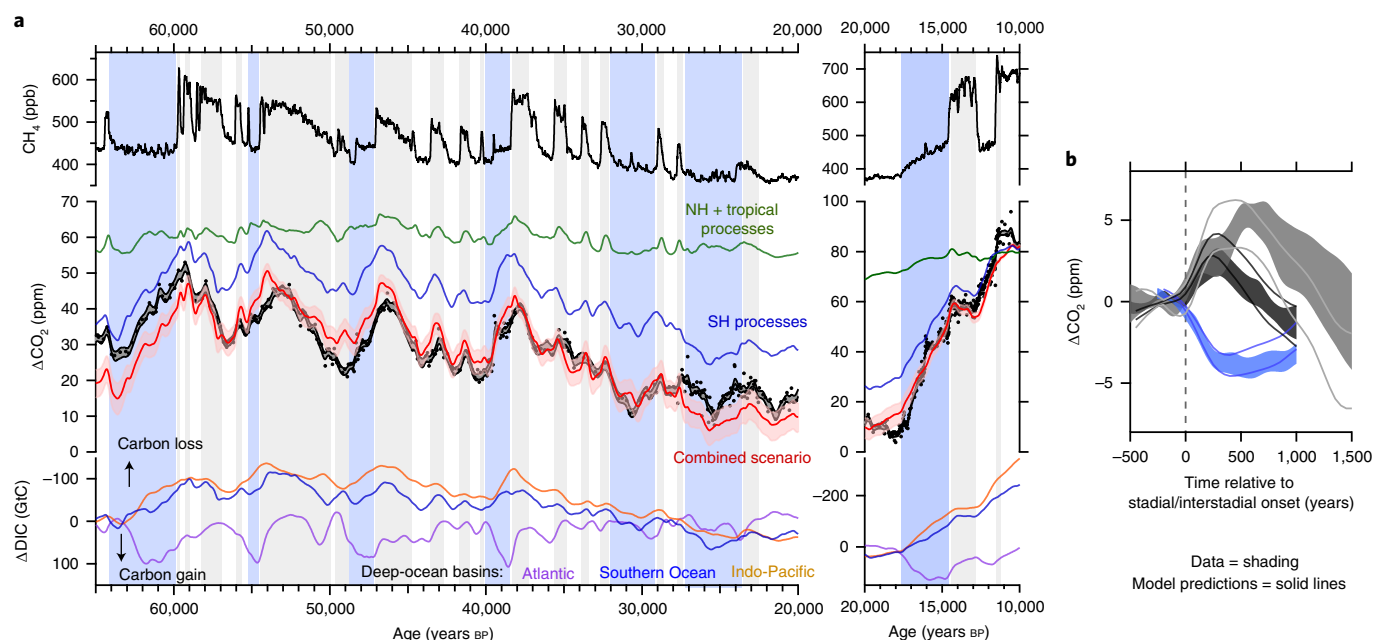 a
60,000 50,000 40,000 30,000 20,000
20,000 15,000 10,000
CH4 (ppb)
600
500
400
700
600
500
400
300
200
b
ΔCO2 (ppm)
70
60
50
40
30
20
10
0
NH + tropical
processes
SH processes
Combined scenario
100
80
60
40
20
0
ΔCO2 (ppm)
5
0
−5
−500 0 500 1,000 1,500
Time relative to
stadial/interstadial onset (years)
Data = shading
Model predictions = solid lines
ΔDIC (GtC)
−100
0
100
Carbon loss
Carbon gain
Deep-ocean basins: Atlantic Southern Ocean Indo-Pacific
−200
0
60,000 50,000 40,000 30,000 20,000
Age (years BP)
20,000 15,000 10,000
Age (years BP)